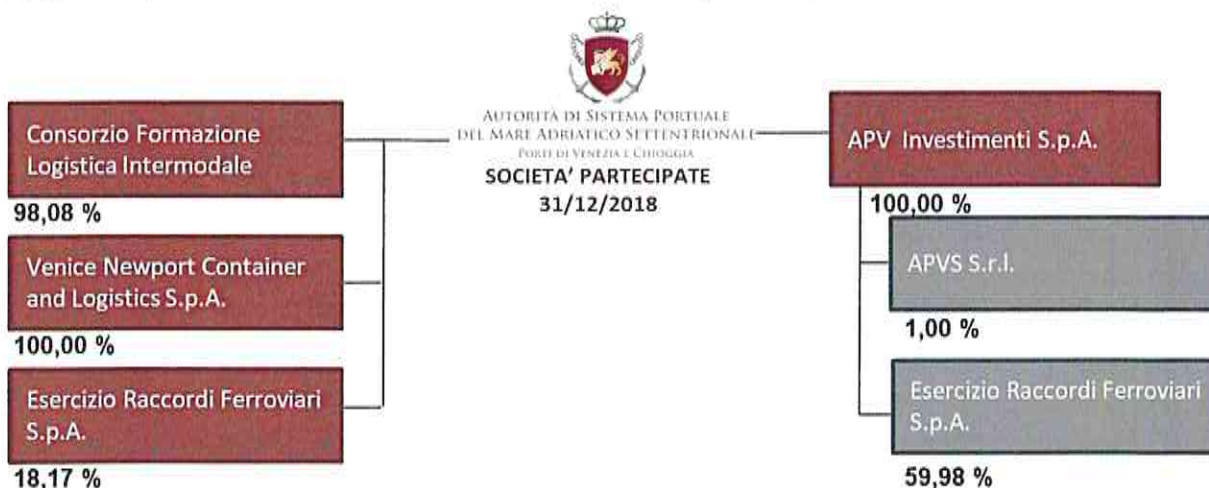 AUTORITÀ DI SISTEMA PORTUALE
DEL MARE ADRIATICO SETTENTRIONALE
PORTI DI VENEZIA E CHIOGGIA
SOCIETA' PARTECIPATE
31/12/2018
Consorzio Formazione
Logistica Intermodale
98,08 %
Venice Newport Container
and Logistics S.p.A.
100,00 %
Esercizio Raccordi Ferroviari
S.p.A.
18,17 %
APV Investimenti S.p.A.
100,00 %
APVS S.r.l.
1,00 %
Esercizio Raccordi Ferroviari
S.p.A.
59,98 %